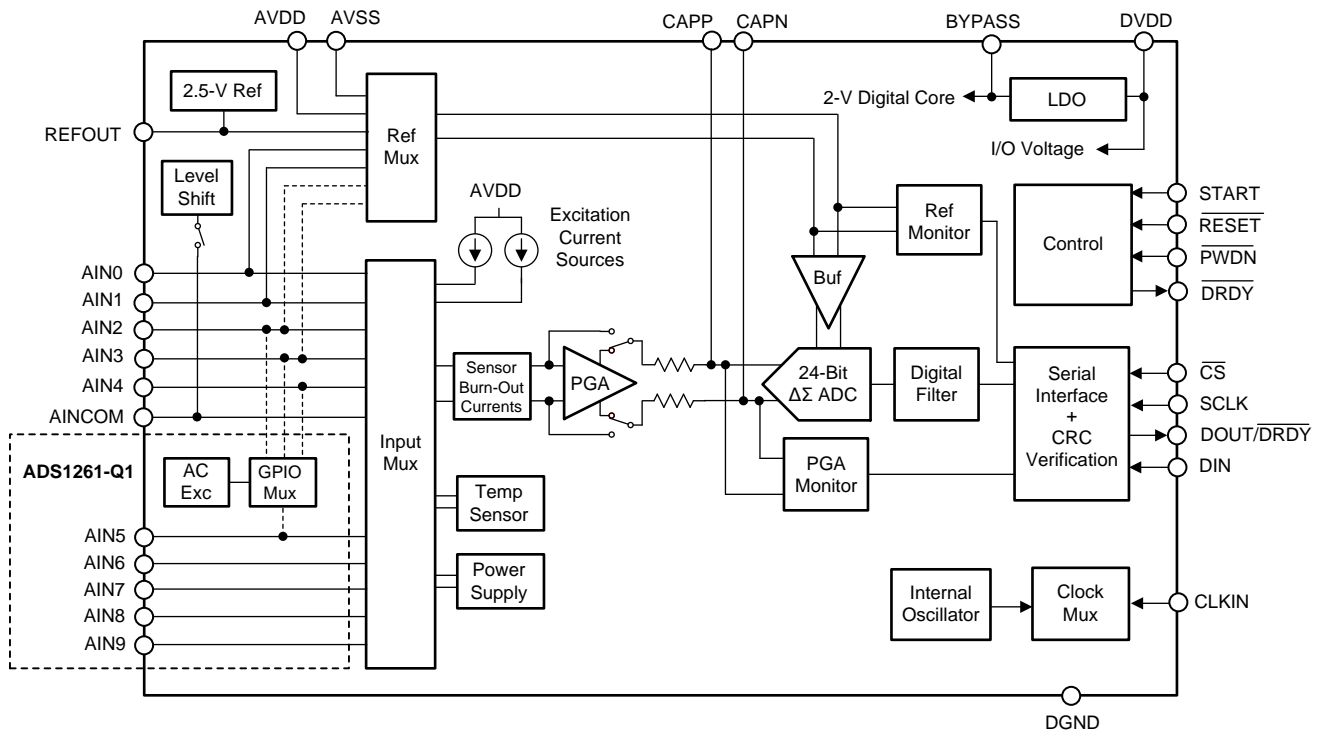 AVDD
AVSS
CAPP
CAPN
BYPASS
DVDD
2.5-V Ref
REFOUT
Ref
Mux
2-V Digital Core
LDO
I/O Voltage
Level
Shift
AVDD
Excitation
Current
Sources
Ref
Monitor
Control
START
RESET
PWDN
DRDY
AIN0
AIN1
AIN2
AIN3
AIN4
AINCOM
Buf
Input
Mux
Sensor
Burn-Out
Currents
PGA
24-Bit
ΔΣ ADC
Digital
Filter
Serial
Interface
+
CRC
Verification
CS
SCLK
DOUT/DRDY
DIN
ADS1261-Q1
AC
Exc
GPIO
Mux
PGA
Monitor
Temp
Sensor
AIN5
AIN6
AIN7
AIN8
AIN9
Power
Supply
Internal
Oscillator
Clock
Mux
CLKIN
DGND